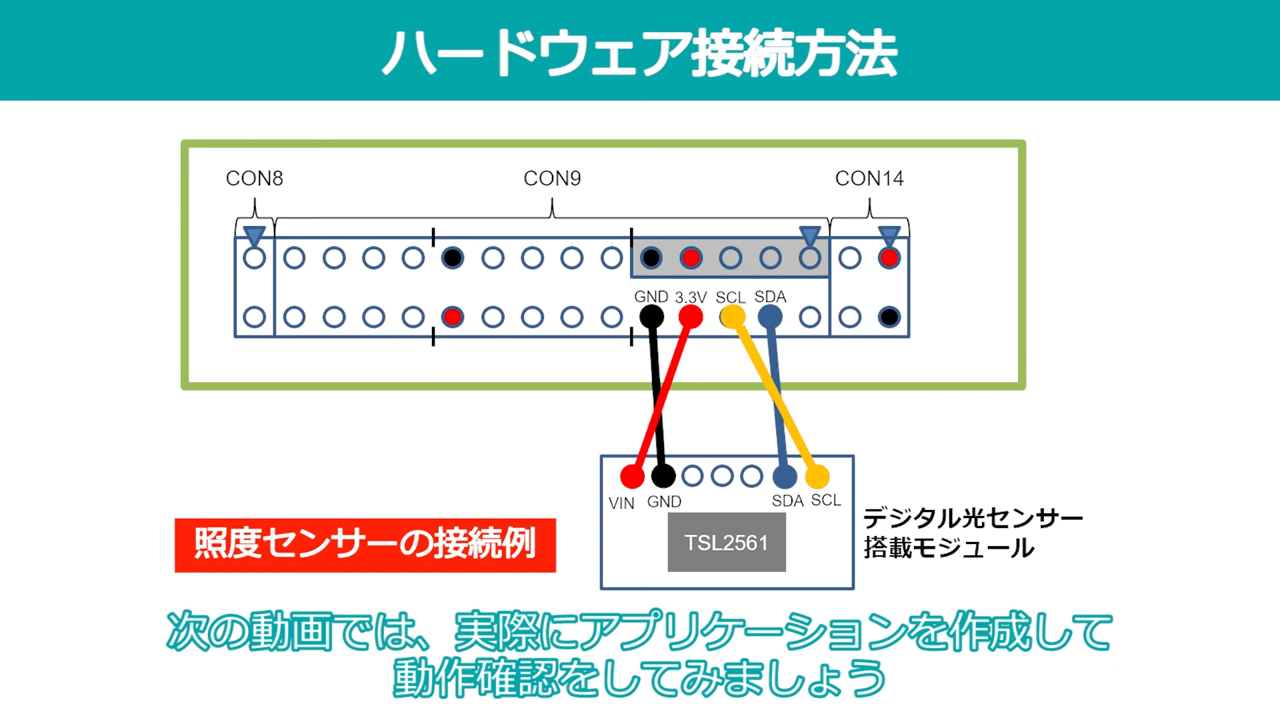 ハードウェア接続方法
CON8
CON9
CON14
GND 3.3V SCL SDA
VIN GND SDA SCL
TSL2561
デジタル光センサー
搭載モジュール
照度センサーの接続例
次の動画では、実際にアプリケーションを作成して
動作確認をしてみましょう